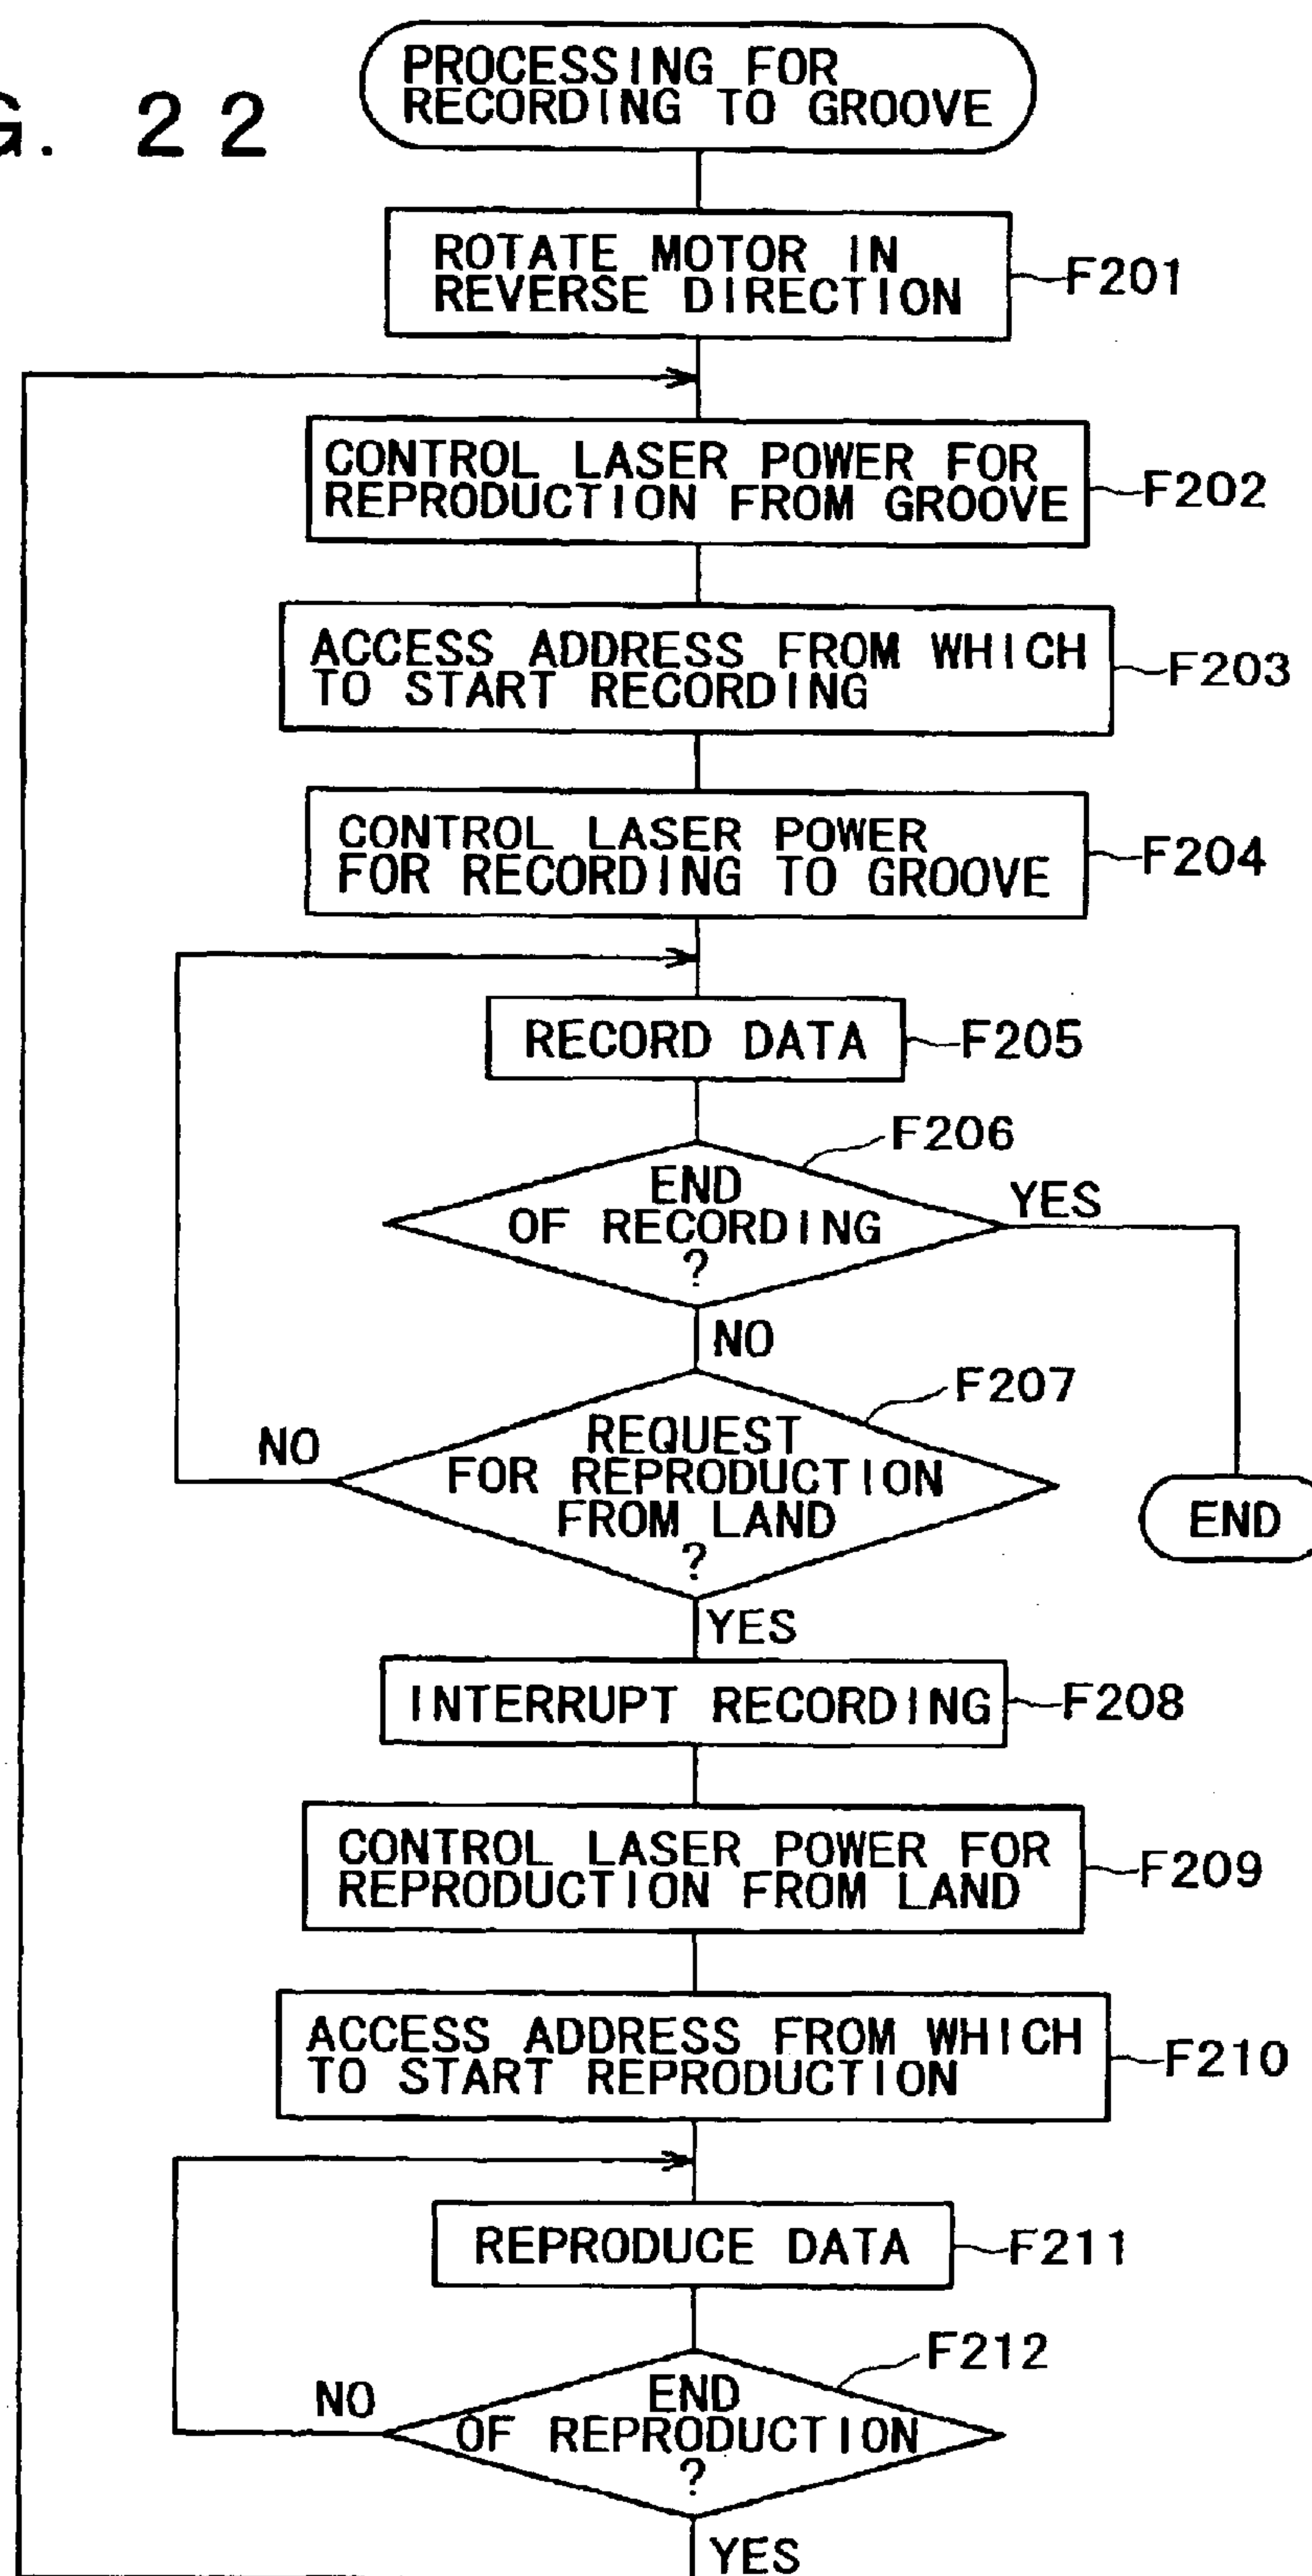 G. 22
PROCESSING FOR
RECORDING TO GROOVE
ROTATE MOTOR IN
REVERSE DIRECTION
F201
CONTROL LASER POWER FOR
REPRODUCTION FROM GROOVE
F202
ACCESS ADDRESS FROM WHICH
TO START RECORDING
F203
CONTROL LASER POWER
FOR RECORDING TO GROOVE
F204
RECORD DATA
F205
F206
END
OF RECORDING
?
YES
NO
F207
REQUEST
FOR REPRODUCTION
FROM LAND
?
NO
END
YES
INTERRUPT RECORDING
F208
CONTROL LASER POWER FOR
REPRODUCTION FROM LAND
F209
ACCESS ADDRESS FROM WHICH
TO START REPRODUCTION
F210
REPRODUCE DATA
F211
F212
END
OF REPRODUCTION
?
NO
YES